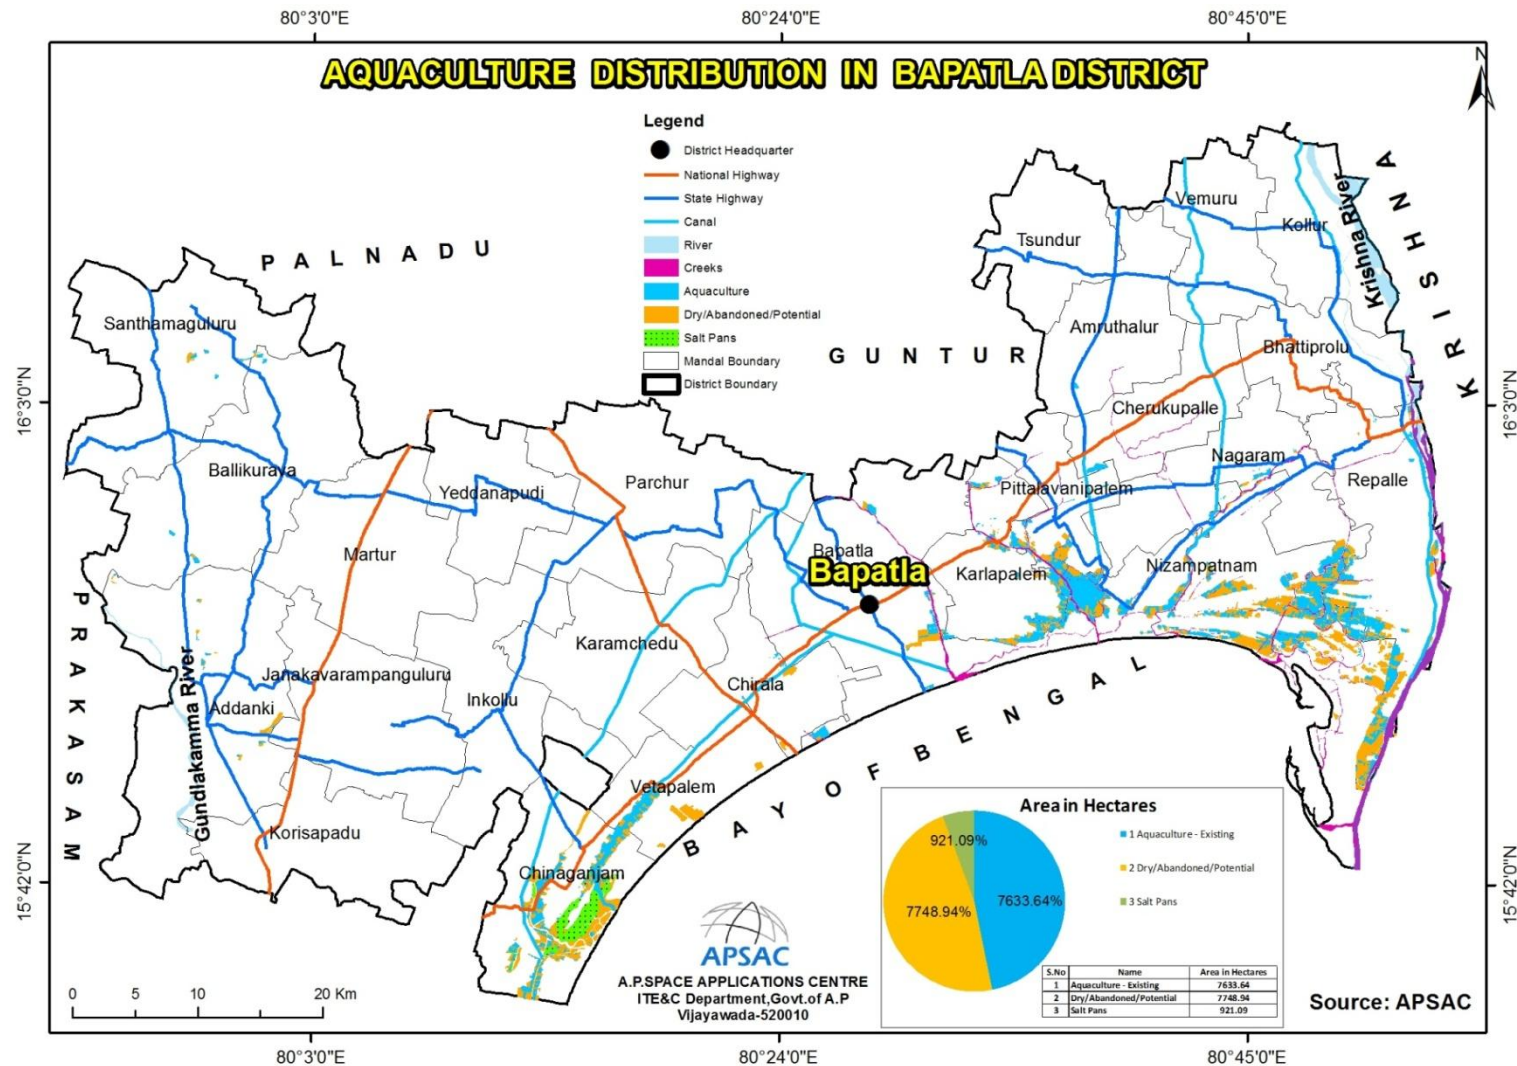 80°3'0"E
80°24'0"E
80°45'0"E
AQUACULTURE DISTRIBUTION IN BAPATLA DISTRICT
N
Legend
District Headquarter
National Highway
State Highway
Canal
River
Creeks
Aquaculture
Dry/Abandoned/Potential
Salt Pans
Mandal Boundary
District Boundary
PALNADU
GUNTUR
KRISHNA
PRAKASAM
BAY OF BENGAL
Krishna River
Gundlakamma River
Vemuru
Kollur
Tsundur
Amruthalur
Bhattiprolu
Cherukupalle
Nagaram
Repalle
Pittalavanipalem
Nizampatnam
Karlapalem
Bapatla
Bapatla
Santhamaguluru
Ballikurava
Yeddanapudi
Parchur
Martur
Karamchedu
Janakavarampanguluru
Inkollu
Chirala
Addanki
Vetapalem
Korisapadu
Chinaganjam
16°3'0"N
16°3'0"N
15°42'0"N
15°42'0"N
0 5 10 20 Km
APSAC
A.P.SPACE APPLICATIONS CENTRE
ITE&C Department,Govt.of A.P
Vijayawada-520010
Area in Hectares
921.09%
7748.94%
7633.64%
1 Aquaculture - Existing
2 Dry/Abandoned/Potential
3 Salt Pans
S.No Name Area in Hectares
1 Aquaculture - Existing 7633.64
2 Dry/Abandoned/Potential 7748.94
3 Salt Pans 921.09
Source: APSAC
80°3'0"E
80°24'0"E
80°45'0"E